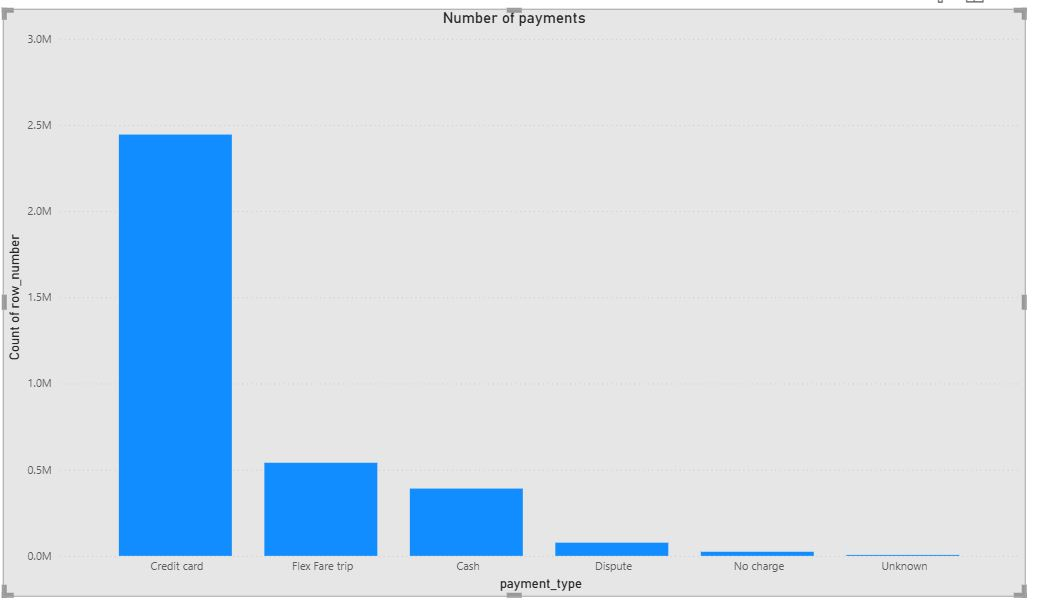 Number of payments
3.0M
2.5M
2.0M
1.5M
1.0M
0.5M
0.0M
Count of row_number
Credit card
Flex Fare trip
Cash
Dispute
No charge
Unknown
payment_type